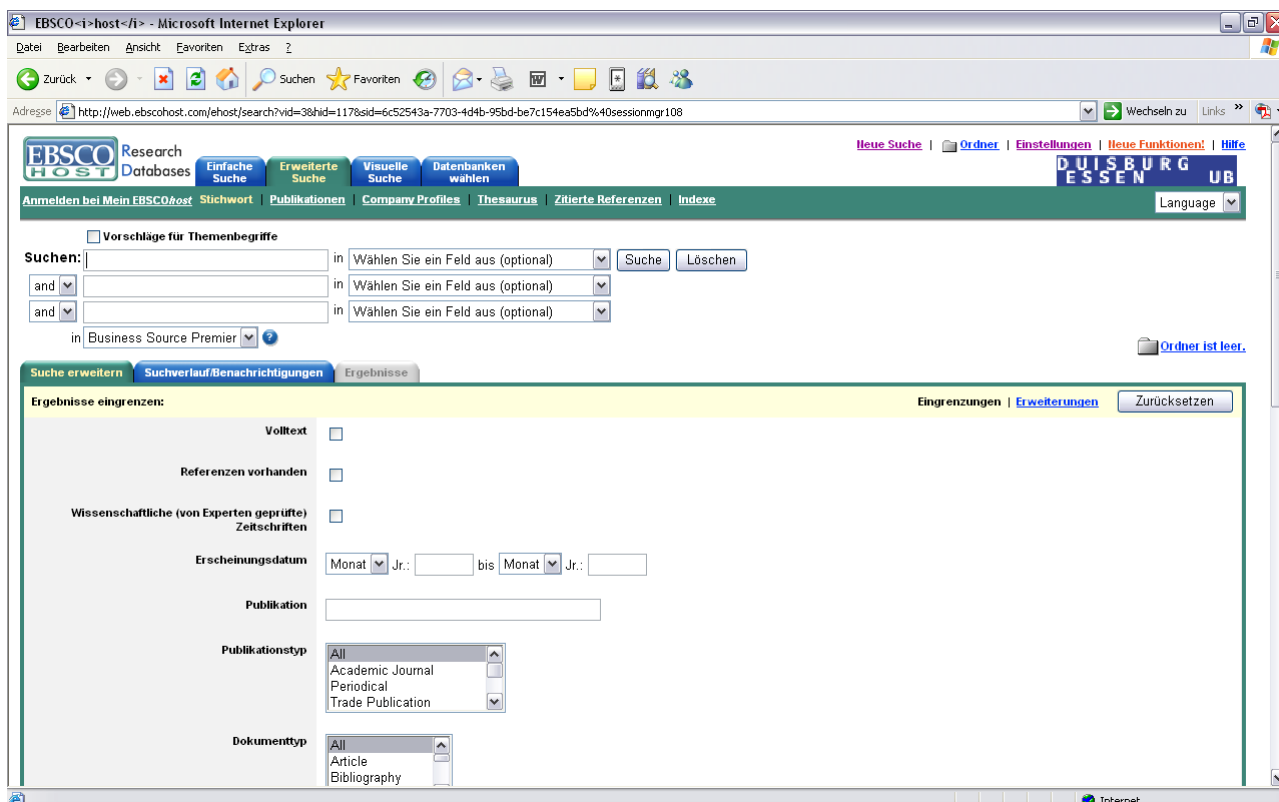 EBSCO<i>host</i> - Microsoft Internet Explorer
Datei Bearbeiten Ansicht Favoriten Extras ?
Zurück Suchen Favoriten
Adresse http://web.ebscohost.com/ehost/search?vid=3&hid=117&sid=6c52543a-7703-4d4b-95bd-be7c154ea5bd%40sessionmgr108 Wechseln zu Links »
Neue Suche | Ordner | Einstellungen | Neue Funktionen! | Hilfe
EBSCO HOST Research Databases
Einfache Suche Erweiterte Suche Visuelle Suche Datenbanken wählen
DUISBURG ESSEN UB
Anmelden bei Mein EBSCOhost Stichwort | Publikationen | Company Profiles | Thesaurus | Zitierte Referenzen | Indexe Language
Vorschläge für Themenbegriffe
Suchen: in Wählen Sie ein Feld aus (optional) Suche Löschen
and in Wählen Sie ein Feld aus (optional)
and in Wählen Sie ein Feld aus (optional)
in Business Source Premier ?
Ordner ist leer.
Suche erweitern Suchverlauf/Benachrichtigungen Ergebnisse
Ergebnisse eingrenzen: Eingrenzungen | Erweiterungen Zurücksetzen
Volltext
Referenzen vorhanden
Wissenschaftliche (von Experten geprüfte)
Zeitschriften
Erscheinungsdatum Monat Jr.: bis Monat Jr.:
Publikation
Publikationstyp All
Academic Journal
Periodical
Trade Publication
Dokumenttyp All
Article
Bibliography
Internet